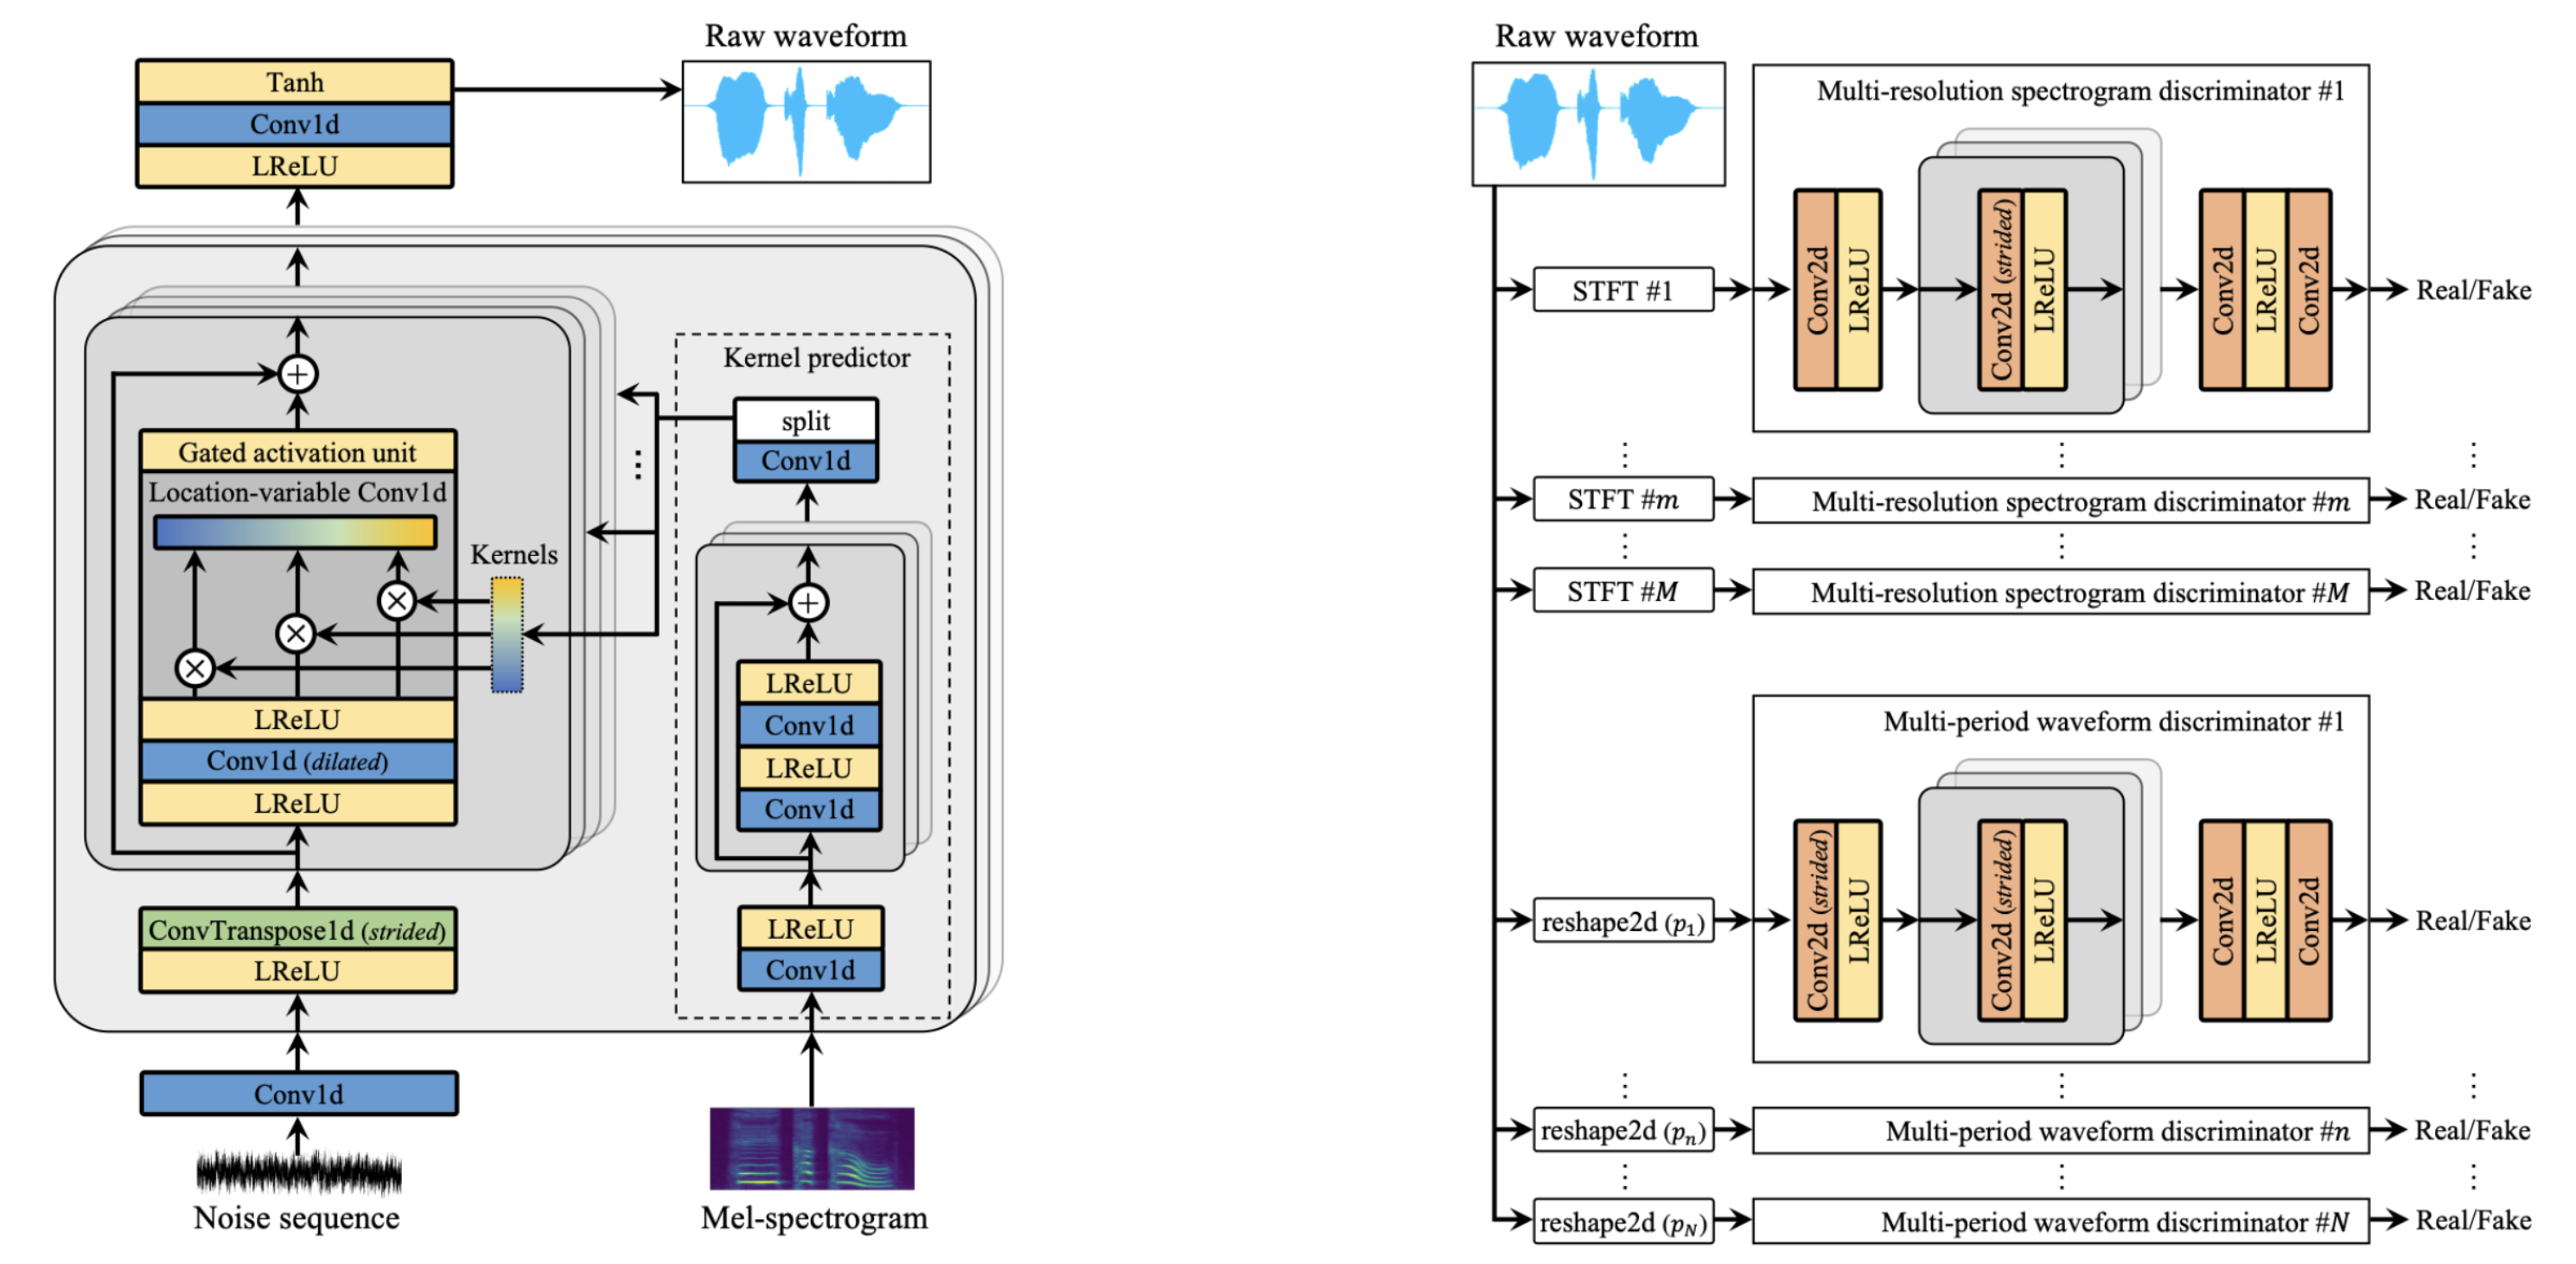 Raw waveform
Tanh
Conv1d
LReLU
Kernel predictor
split
Conv1d
Gated activation unit
Location-variable Conv1d
Kernels
LReLU
Conv1d (dilated)
LReLU
LReLU
Conv1d
LReLU
Conv1d
ConvTranspose1d (strided)
LReLU
LReLU
Conv1d
Conv1d
Noise sequence
Mel-spectrogram
Raw waveform
Multi-resolution spectrogram discriminator #1
STFT #1
Conv2d
LReLU
Conv2d (strided)
LReLU
Conv2d
LReLU
Conv2d
Real/Fake
STFT #m
Multi-resolution spectrogram discriminator #m
Real/Fake
STFT #M
Multi-resolution spectrogram discriminator #M
Real/Fake
Multi-period waveform discriminator #1
reshape2d (p1)
Conv2d (strided)
LReLU
Conv2d (strided)
LReLU
Conv2d
LReLU
Conv2d
Real/Fake
reshape2d (pn)
Multi-period waveform discriminator #n
Real/Fake
reshape2d (pN)
Multi-period waveform discriminator #N
Real/Fake